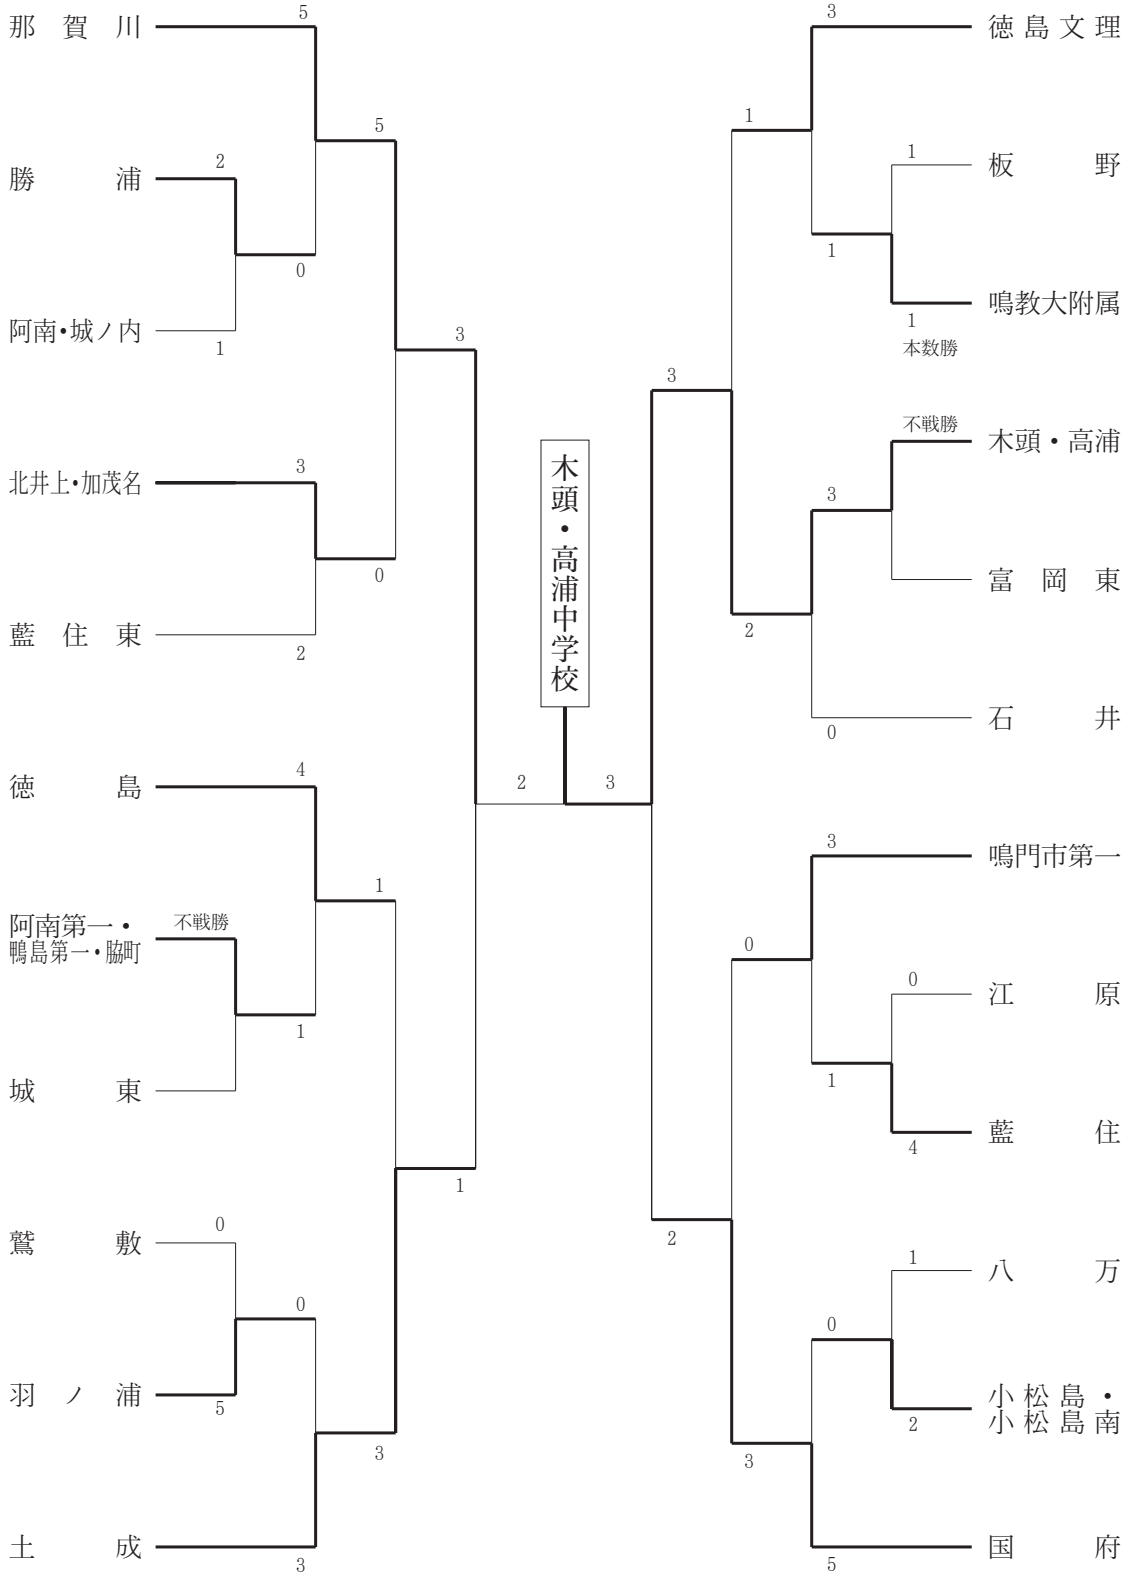 那賀川
5
勝浦
2
5
0
阿南・城ノ内
1
3
北井上・加茂名
3
0
藍住東
2
徳島
4
1
阿南第一・
鴨島第一・脇町
不戦勝
1
城東
1
鷲敷
0
0
羽ノ浦
5
3
土成
3
木頭・高浦中学校
2
3
徳島文理
3
1
板野
1
1
鳴教大附属
1
本数勝
3
木頭・高浦
不戦勝
3
富岡東
2
石井
0
鳴門市第一
3
0
江原
0
1
藍住
4
2
八万
1
0
小松島・
小松島南
2
3
国府
5